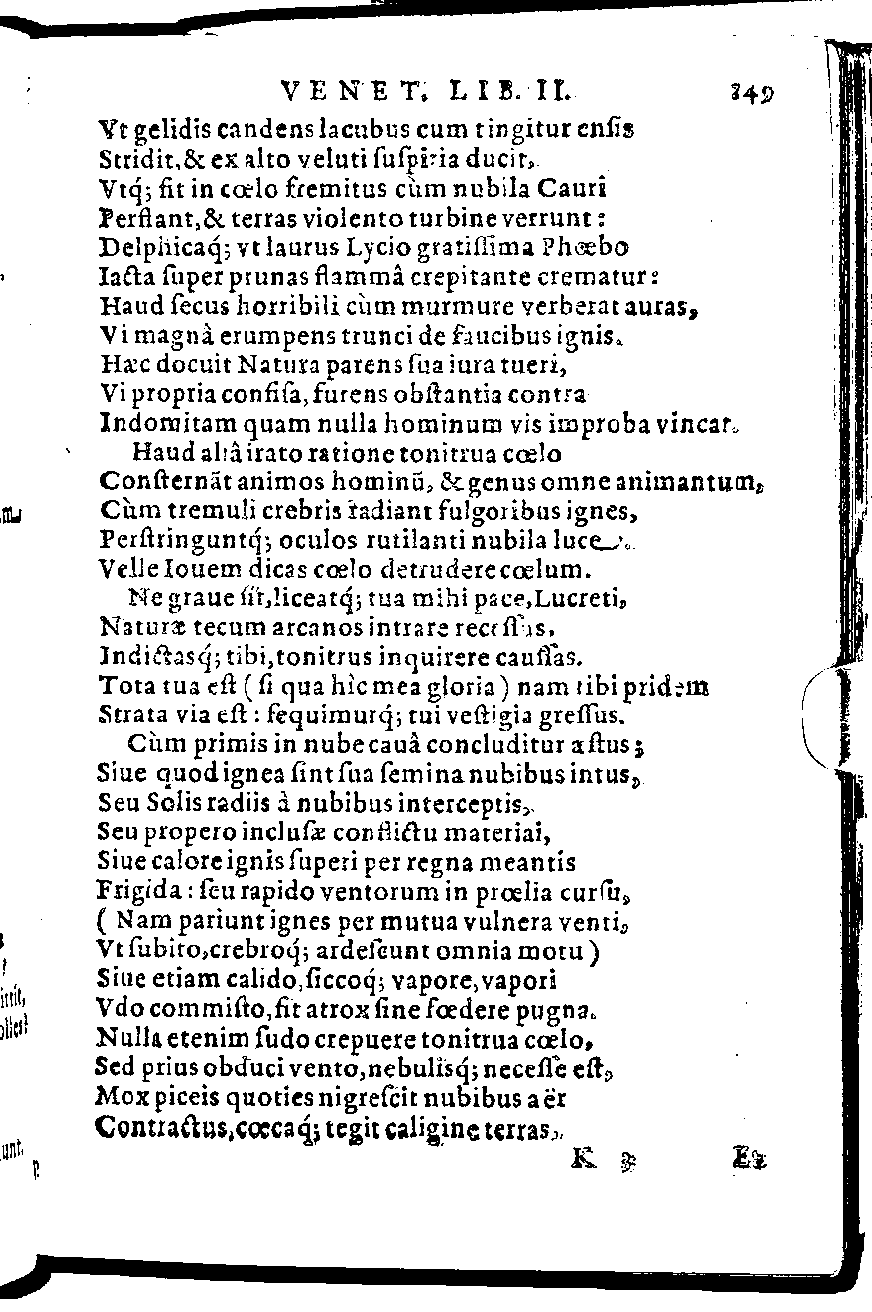 VENET. LIB. II. 149
Vt gelidis candens lacubus cum tingitur ensis
Stridit, & ex alto veluti suspiria ducit,
Vtq́; fit in cœlo fremitus cùm nubila Cauri
Perflant, & terras violento turbine verrunt:
Delphicaq́; vt laurus Lycio gratissima Phœbo
Iacta super prunas flammâ crepitante crematur:
Haud secus horribili cùm murmure verberat auras,
Vi magnâ erumpens trunci de faucibus ignis.
Hæc docuit Natura parens sua iura tueri,
Vi propria confisa, furens obstantia contra
Indomitam quam nulla hominum vis improba vincat.
Haud aliâ irato ratione tonitrua cœlo
Consternãt animos hominũ, & genus omne animantum,
Cùm tremuli crebris radiant fulgoribus ignes,
Perstringuntq́; oculos rutilanti nubila luce.
Velle Iouem dicas cœlo detrudere cœlum.
Ne graue sit, liceatq́; tua mihi pace, Lucreti,
Naturæ tecum arcanos intrare recessus,
Indictasq́; tibi, tonitrus inquirere caussas.
Tota tua est ( si qua hîc mea gloria ) nam tibi pridem
Strata via est: sequimurq́; tui vestigia gressus.
Cùm primis in nube cauâ concluditur æstus;
Siue quod ignea sint sua semina nubibus intus,
Seu Solis radiis à nubibus interceptis,
Seu propero inclusæ conflictu materiai,
Siue calore ignis superi per regna meantis
Frigida: seu rapido ventorum in prœlia cursu,
( Nam pariunt ignes per mutua vulnera venti,
Vt subito, crebroq́; ardescunt omnia motu )
Siue etiam calido, siccoq́; vapore, vapori
Vdo commisto, fit atrox sine fœdere pugna.
Nulla etenim sudo crepuere tonitrua cœlo,
Sed prius obduci vento, nebulisq́; necesse est,
Mox piceis quoties nigrescit nubibus aër
Contractus, cœcaq́; tegit caligine terras,
K 3 Ex